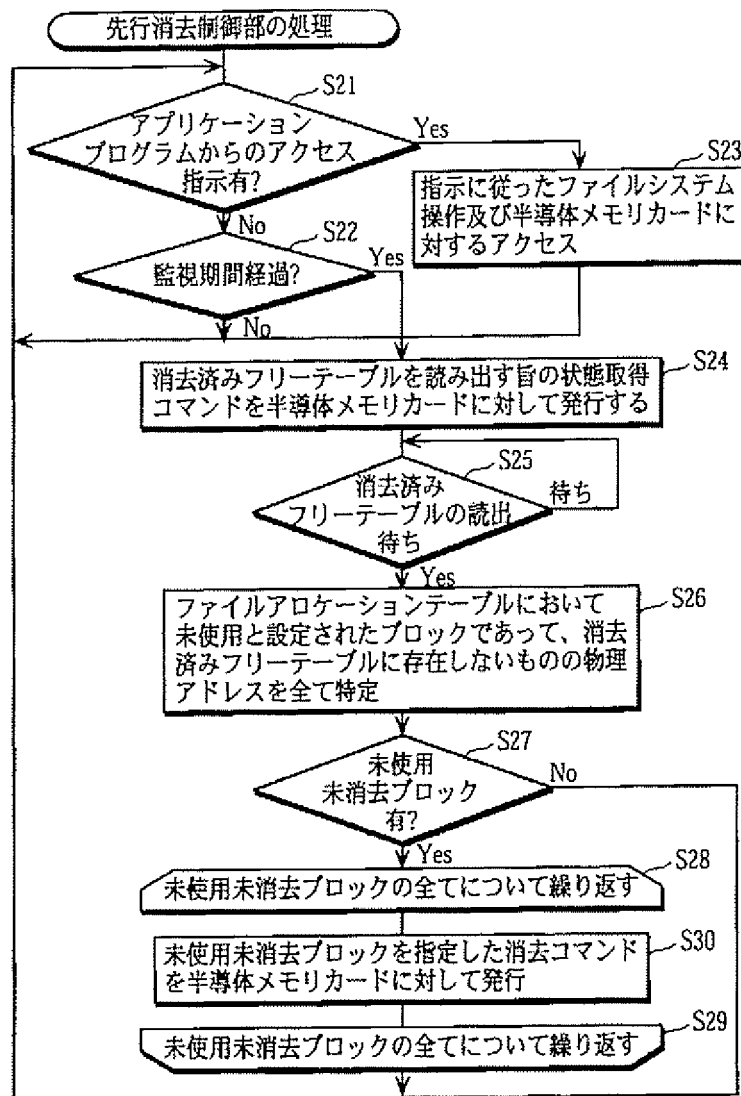 先行消去制御部の処理
S21
アプリケーション
プログラムからのアクセス
指示有?
Yes
S23
指示に従ったファイルシステム
操作及び半導体メモリカードに
対するアクセス
No
S22
監視期間経過?
Yes
No
S24
消去済みフリーテーブルを読み出す旨の状態取得
コマンドを半導体メモリカードに対して発行する
S25
消去済み
フリーテーブルの読出
待ち
待ち
Yes
S26
ファイルアロケーションテーブルにおいて
未使用と設定されたブロックであって、消去
済みフリーテーブルに存在しないものの物理
アドレスを全て特定
S27
未使用
未消去ブロック
有?
No
Yes
S28
未使用未消去ブロックの全てについて繰り返す
S30
未使用未消去ブロックを指定した消去コマンド
を半導体メモリカードに対して発行
S29
未使用未消去ブロックの全てについて繰り返す